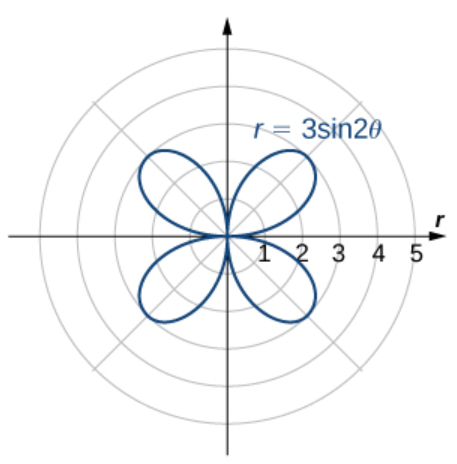 r = 3sin2θ
r
1 2 3 4 5